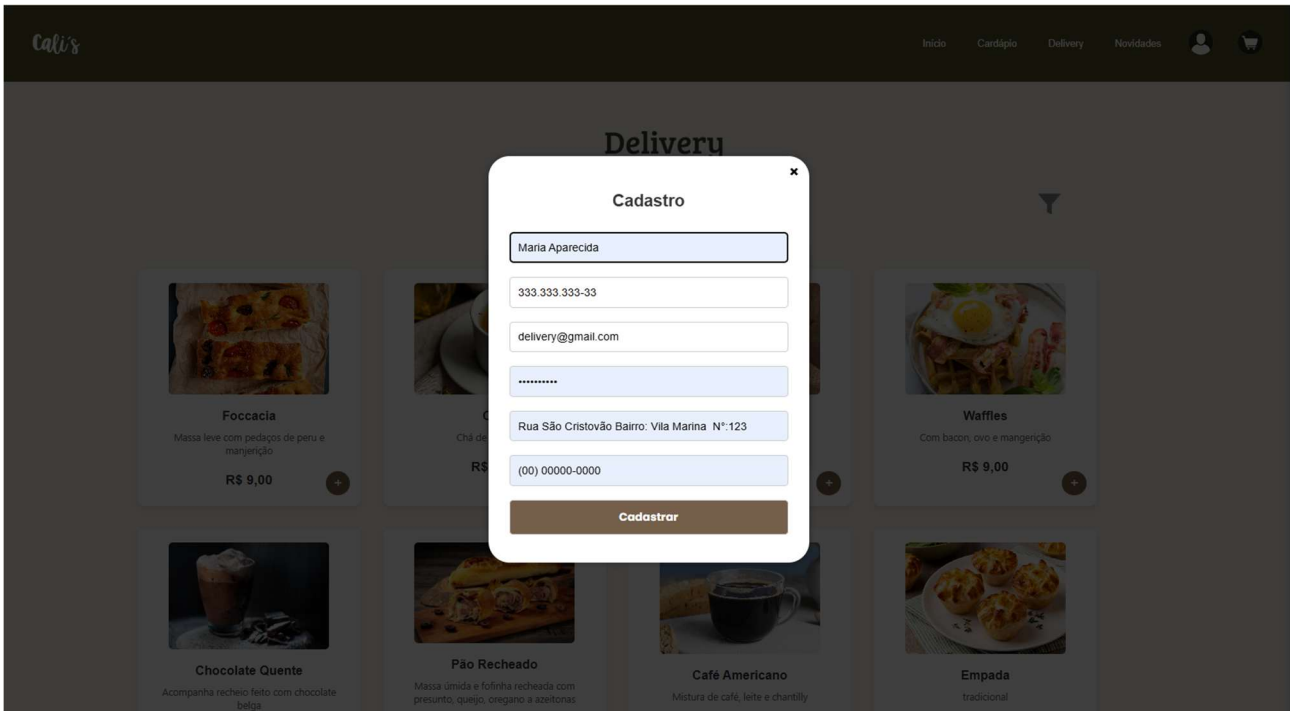 Cali's
Início Cardápio Delivery Novidades
Delivery
Cadastro
Maria Aparecida
333.333.333-33
delivery@gmail.com
••••••••••
Rua São Cristovão Bairro: Vila Marina N°:123
(00) 00000-0000
Cadastrar
Foccacia
Massa leve com pedaços de peru e
manjerição
R$ 9,00
+
Chá de
R$
+
Waffles
Com bacon, ovo e mangerição
R$ 9,00
+
Chocolate Quente
Acompanha recheio feito com chocolate
belga
Pão Recheado
Massa úmida e fofinha recheada com
presunto, queijo, oregano a azeitonas
Café Americano
Mistura de café, leite e chantilly
Empada
tradicional